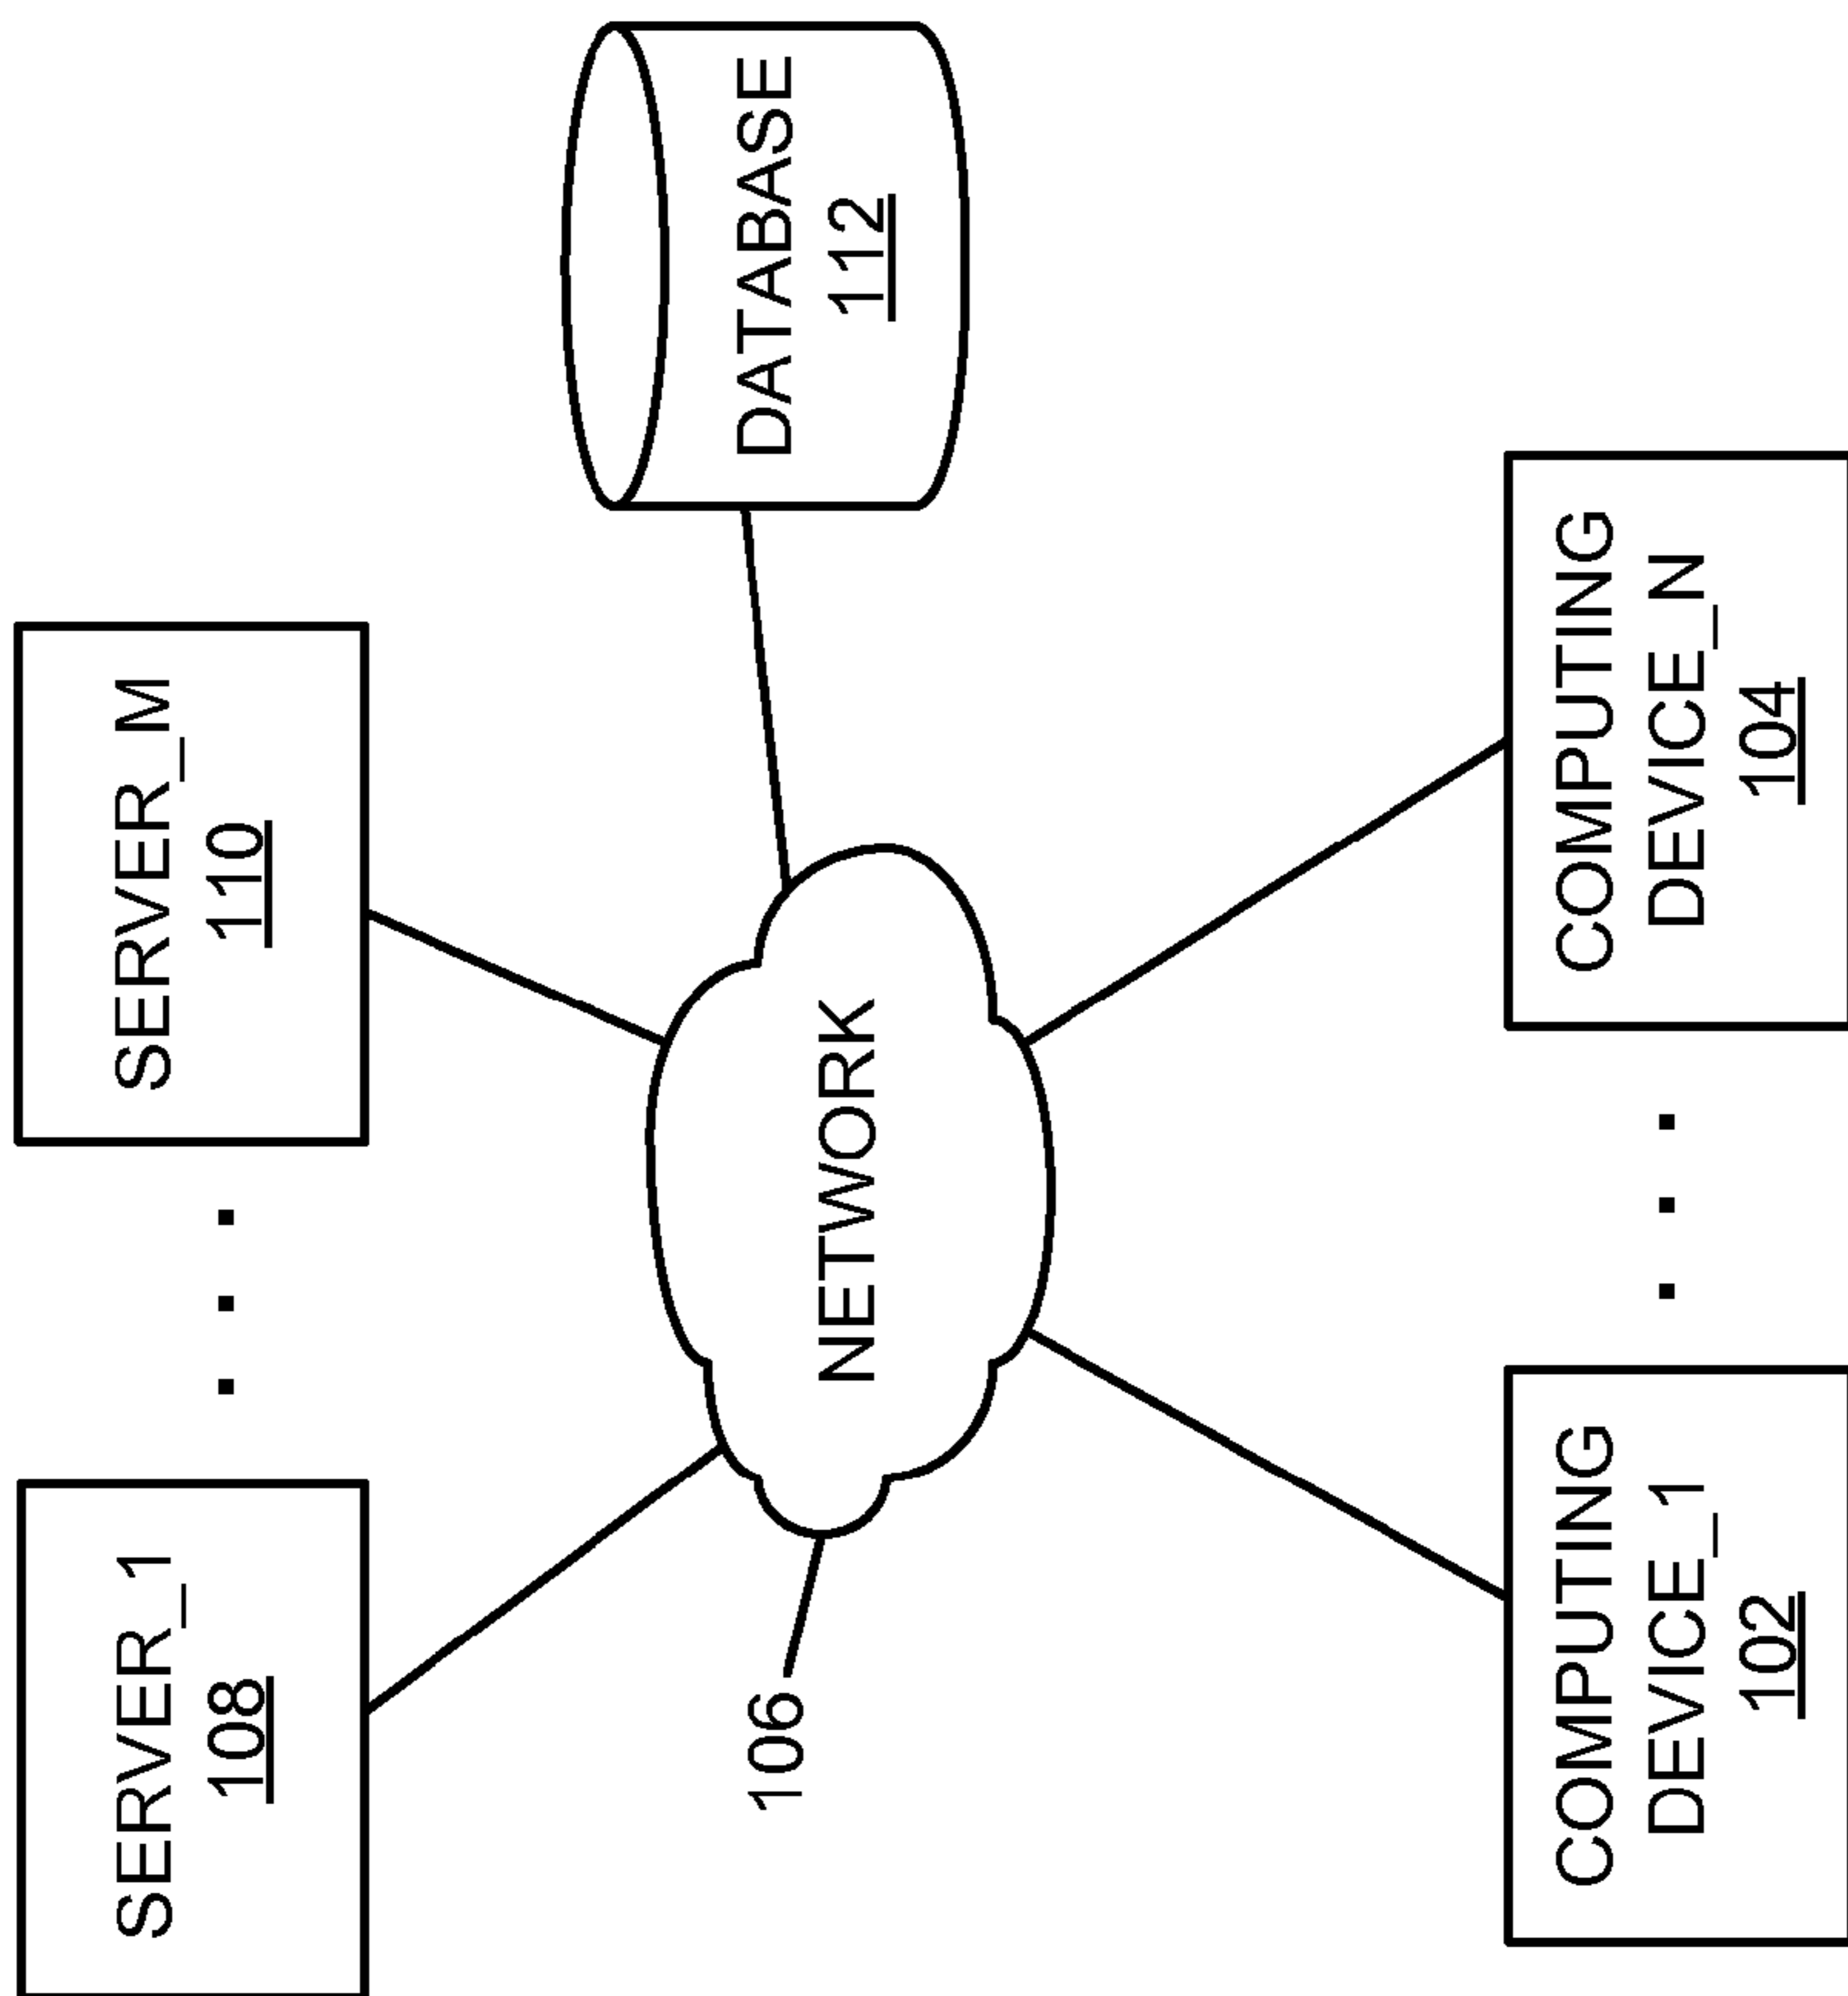 SERVER_1
108
SERVER_M
110
DATABASE
112
NETWORK
106
COMPUTING
DEVICE_1
102
COMPUTING
DEVICE_N
104